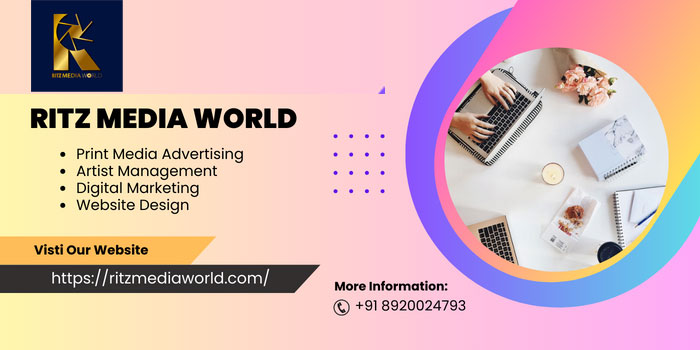 RITZ MEDIA WORLD
RITZ MEDIA WORLD
Print Media Advertising
Artist Management
Digital Marketing
Website Design
Visti Our Website
https://ritzmediaworld.com/
More Information:
+91 8920024793